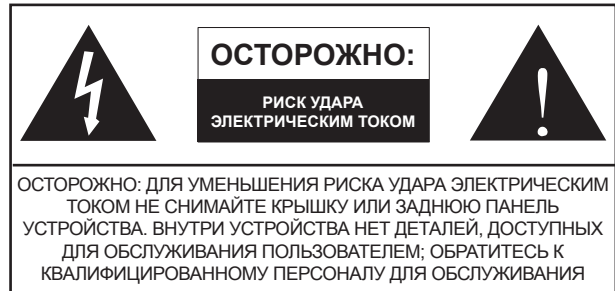 ОСТОРОЖНО:
РИСК УДАРА
ЭЛЕКТРИЧЕСКИМ ТОКОМ
ОСТОРОЖНО: ДЛЯ УМЕНЬШЕНИЯ РИСКА УДАРА ЭЛЕКТРИЧЕСКИМ
ТОКОМ НЕ СНИМАЙТЕ КРЫШКУ ИЛИ ЗАДНЮЮ ПАНЕЛЬ
УСТРОЙСТВА. ВНУТРИ УСТРОЙСТВА НЕТ ДЕТАЛЕЙ, ДОСТУПНЫХ
ДЛЯ ОБСЛУЖИВАНИЯ ПОЛЬЗОВАТЕЛЕМ; ОБРАТИТЕСЬ К
КВАЛИФИЦИРОВАННОМУ ПЕРСОНАЛУ ДЛЯ ОБСЛУЖИВАНИЯ